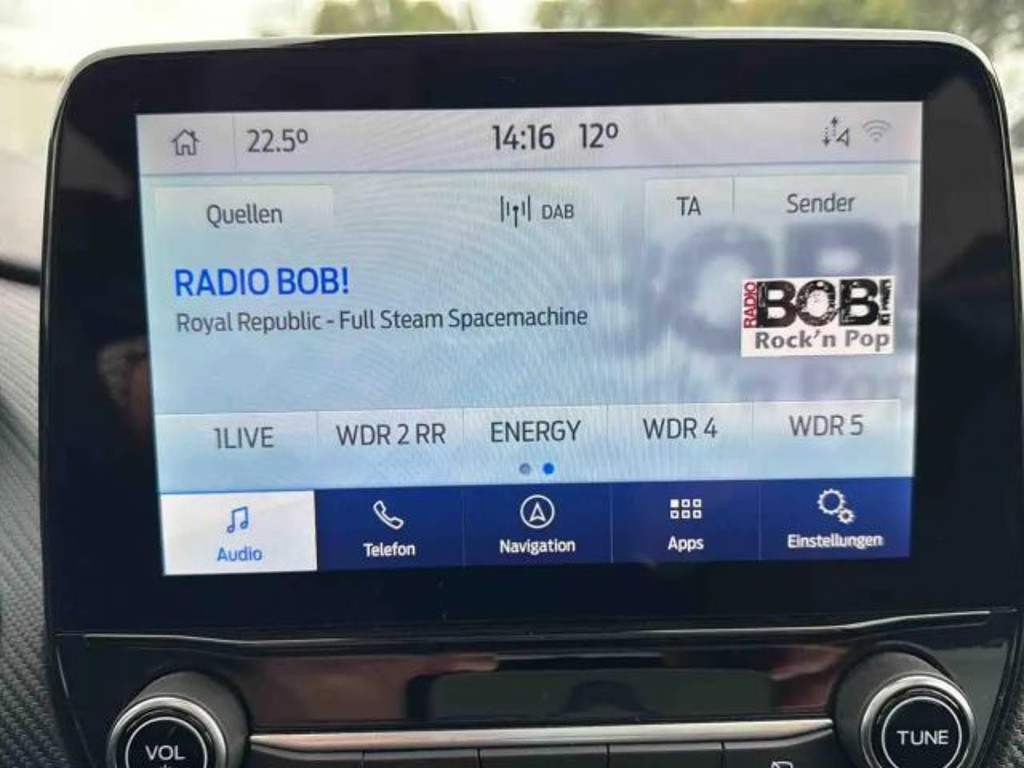 22.5° 14:16 12°
Quellen DAB TA Sender
RADIO BOB!
Royal Republic - Full Steam Spacemachine
RADIO BOB!
Rock'n Pop
1LIVE WDR 2 RR ENERGY WDR 4 WDR 5
Audio Telefon Navigation Apps Einstellungen
VOL TUNE